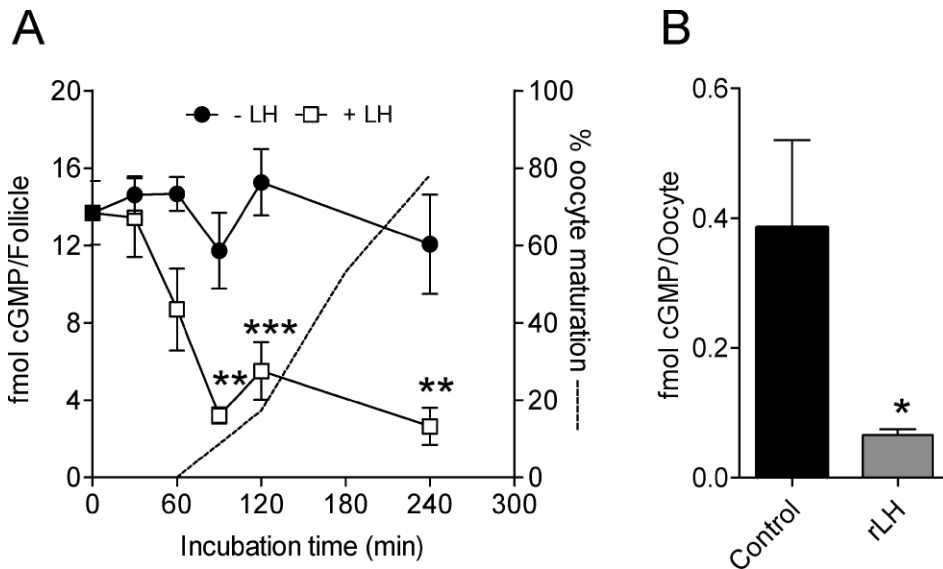 A
20
16
12
8
4
0
fmol cGMP/Follicle
- LH + LH
** *** **
100
80
60
40
20
0
% oocyte maturation -----
0 60 120 180 240 300
Incubation time (min)
B
0.6
0.4
0.2
0.0
fmol cGMP/Oocyte
*
Control
rLH